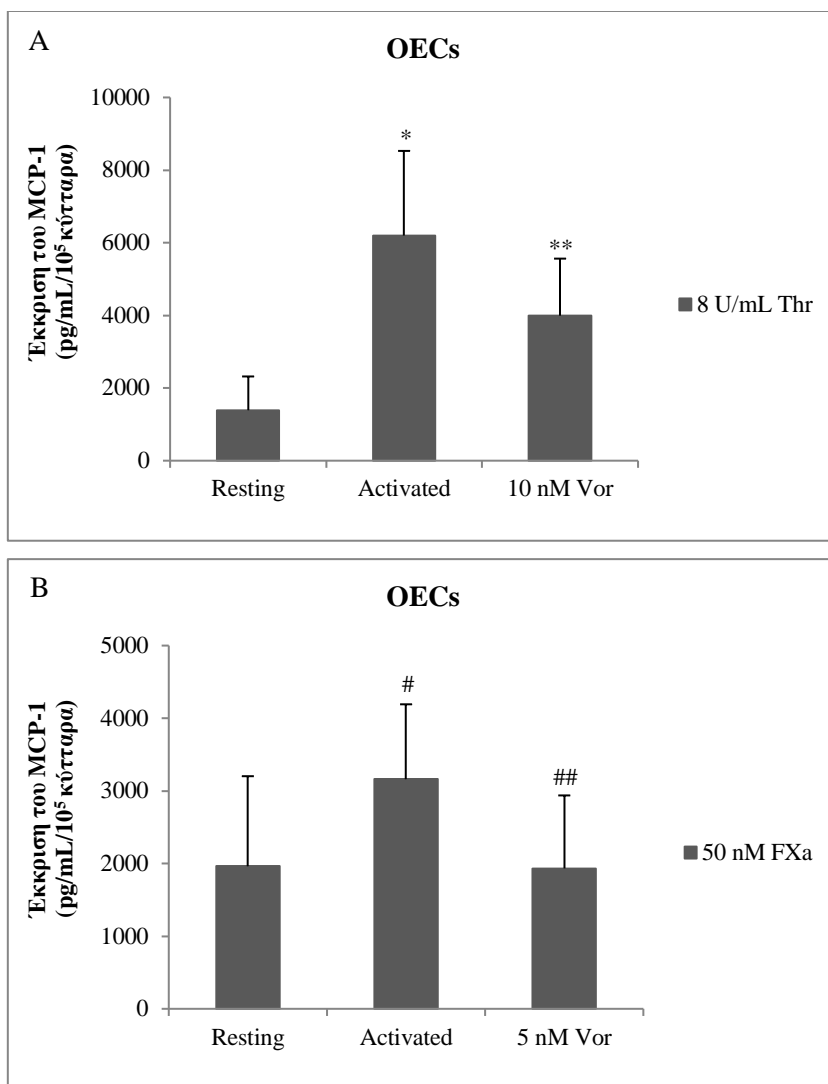 A
OECs
Έκκριση του MCP-1
(pg/mL/10⁵ κύτταρα)
10000
8000
6000
4000
2000
0
*
**
Resting Activated 10 nM Vor
8 U/mL Thr
B
OECs
Έκκριση του MCP-1
(pg/mL/10⁵ κύτταρα)
5000
4000
3000
2000
1000
0
#
##
Resting Activated 5 nM Vor
50 nM FXa